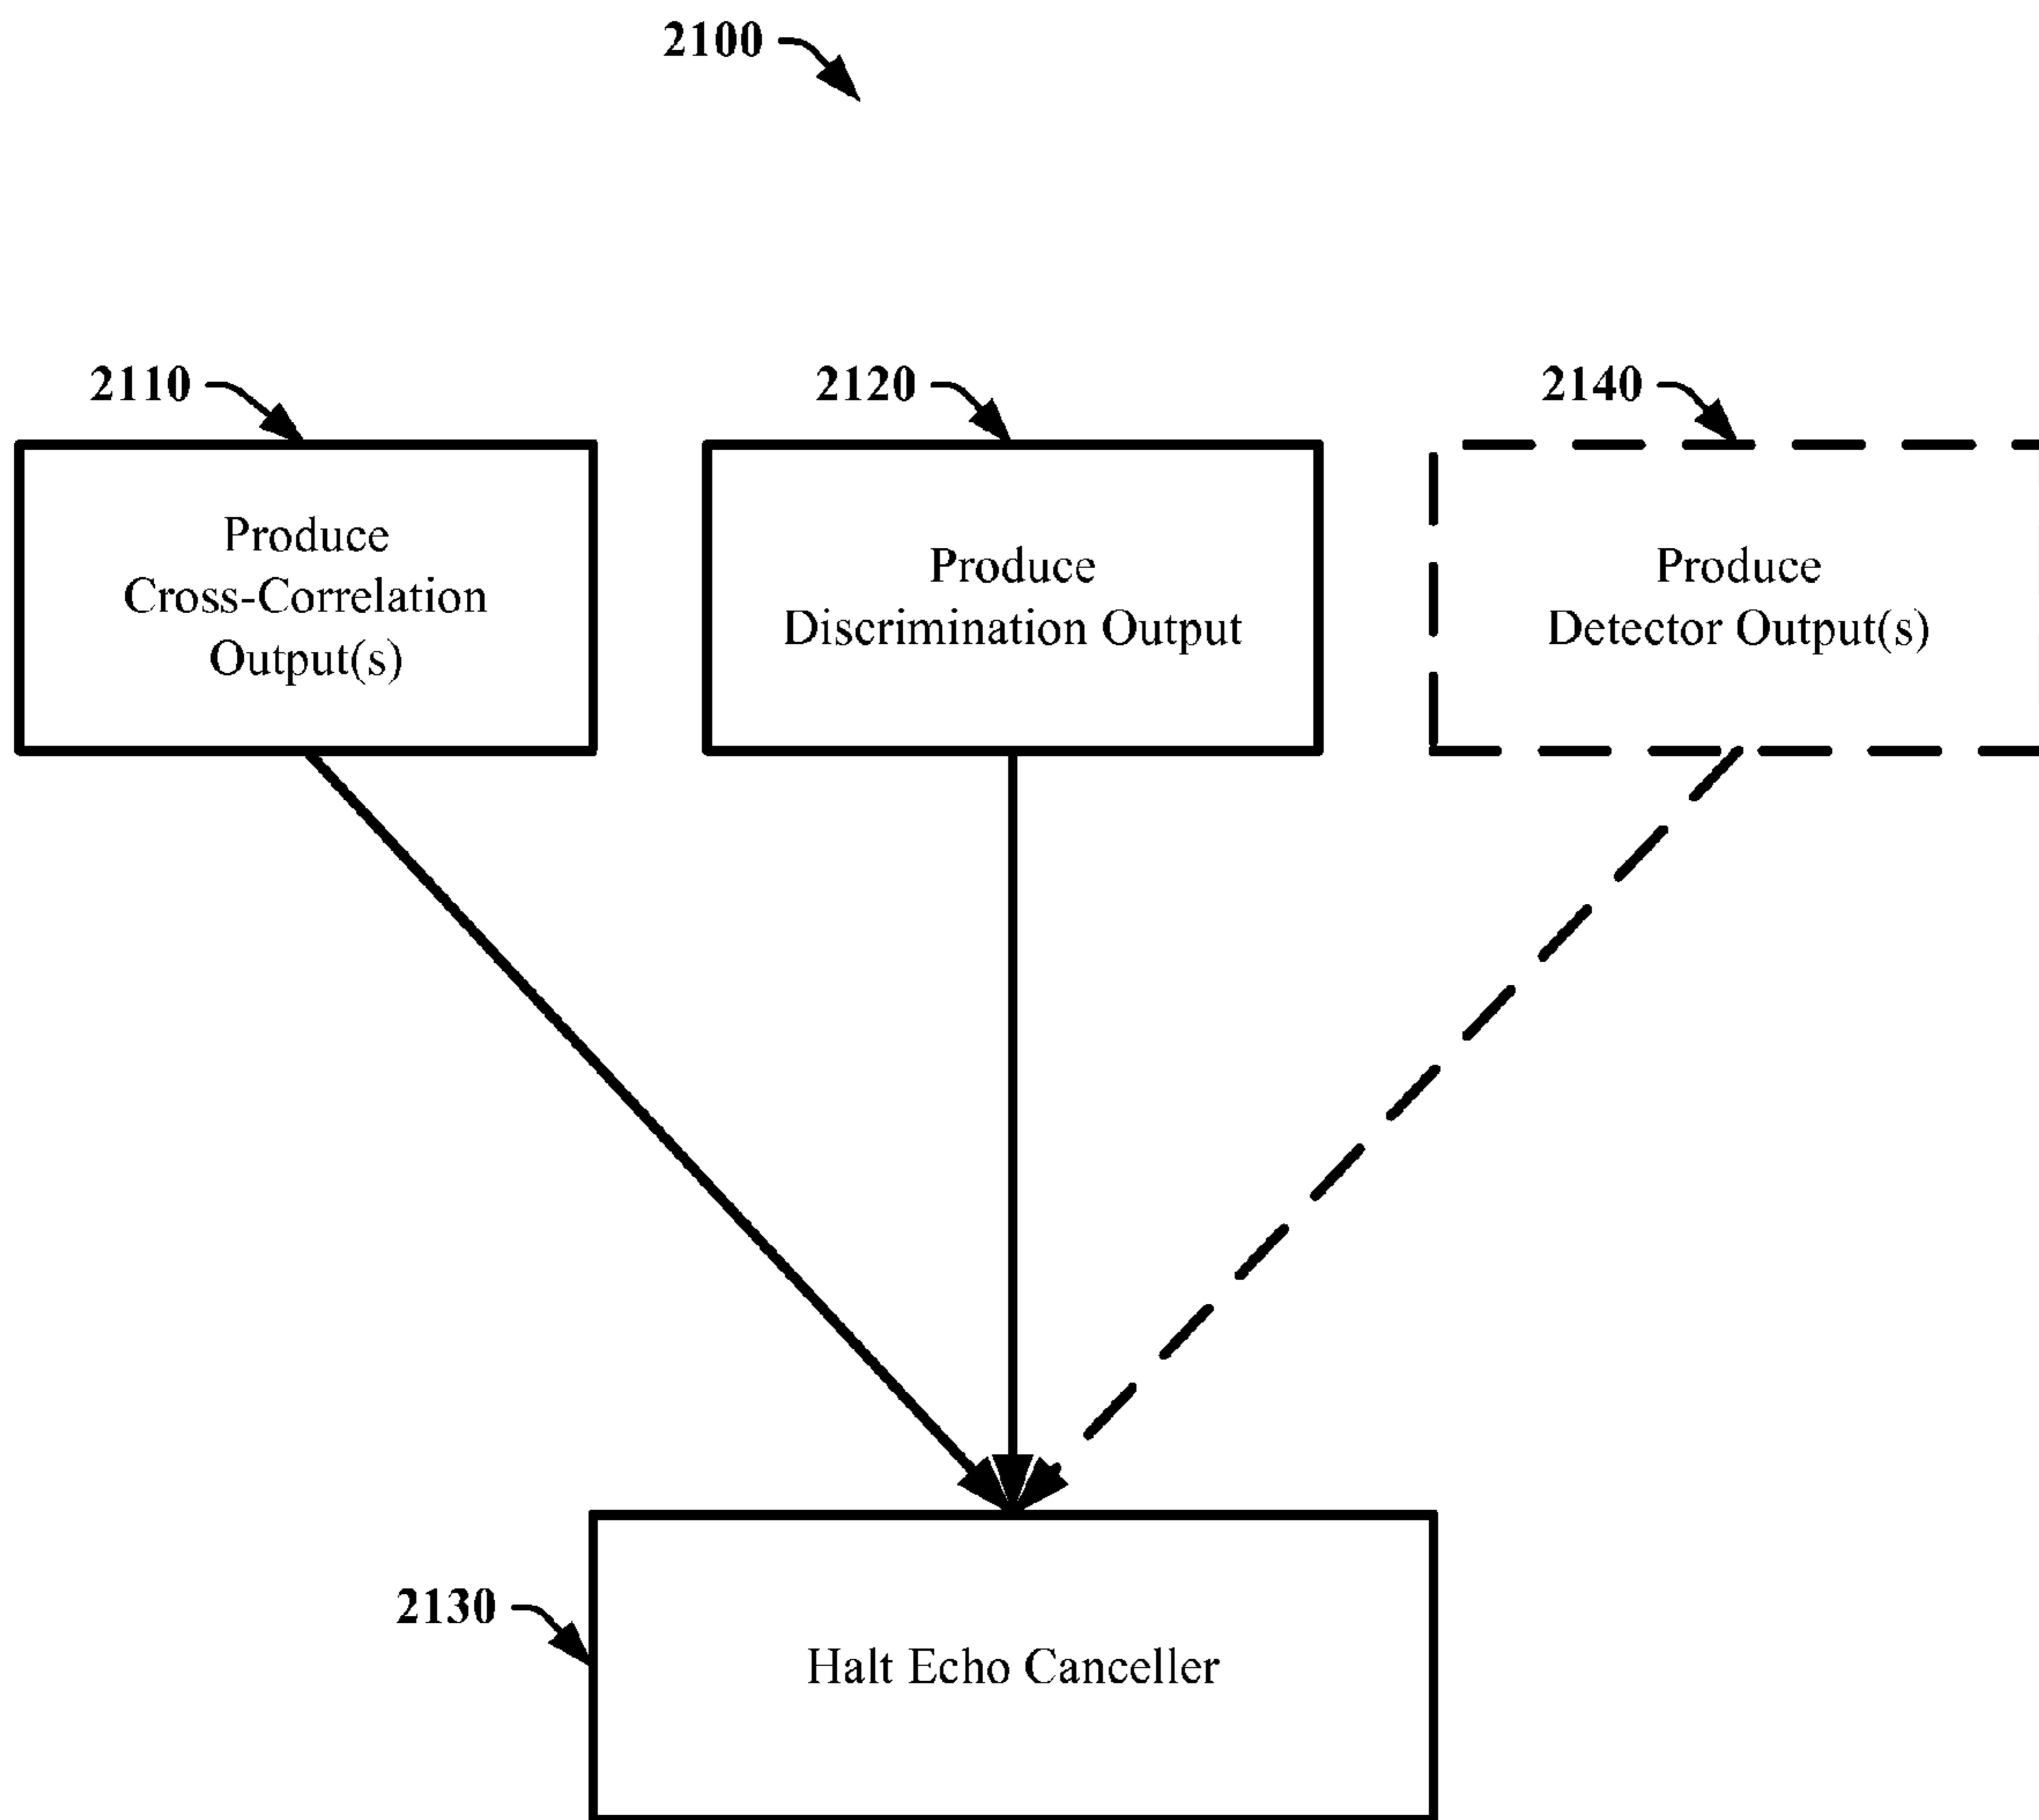 2100
2110
2120
2140
Produce
Cross-Correlation
Output(s)
Produce
Discrimination Output
Produce
Detector Output(s)
2130
Halt Echo Canceller